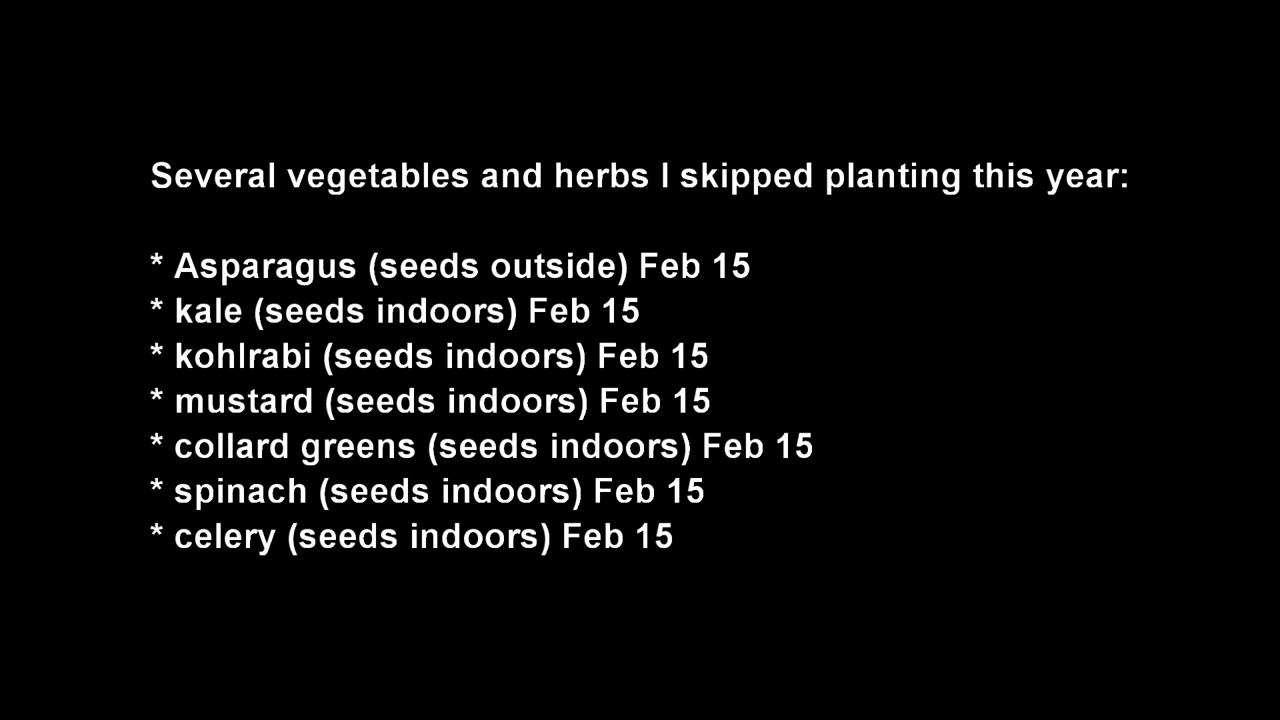 Several vegetables and herbs I skipped planting this year:
* Asparagus (seeds outside) Feb 15
* kale (seeds indoors) Feb 15
* kohlrabi (seeds indoors) Feb 15
* mustard (seeds indoors) Feb 15
* collard greens (seeds indoors) Feb 15
* spinach (seeds indoors) Feb 15
* celery (seeds indoors) Feb 15